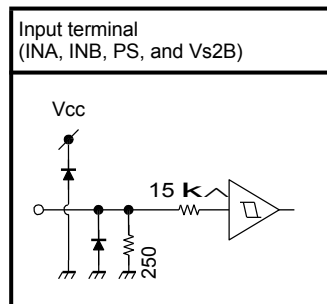 Input terminal
(INA, INB, PS, and Vs2B)
Vcc
15 k
250